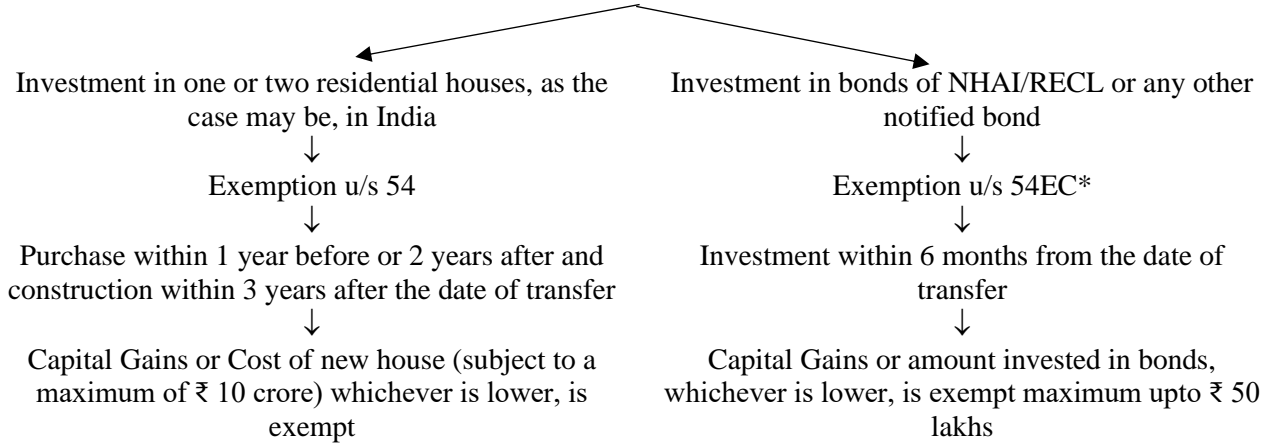 Investment in one or two residential houses, as the
case may be, in India
↓
Exemption u/s 54
↓
Purchase within 1 year before or 2 years after and
construction within 3 years after the date of transfer
↓
Capital Gains or Cost of new house (subject to a
maximum of ₹ 10 crore) whichever is lower, is
exempt
Investment in bonds of NHAI/RECL or any other
notified bond
↓
Exemption u/s 54EC*
↓
Investment within 6 months from the date of
transfer
↓
Capital Gains or amount invested in bonds,
whichever is lower, is exempt maximum upto ₹ 50
lakhs